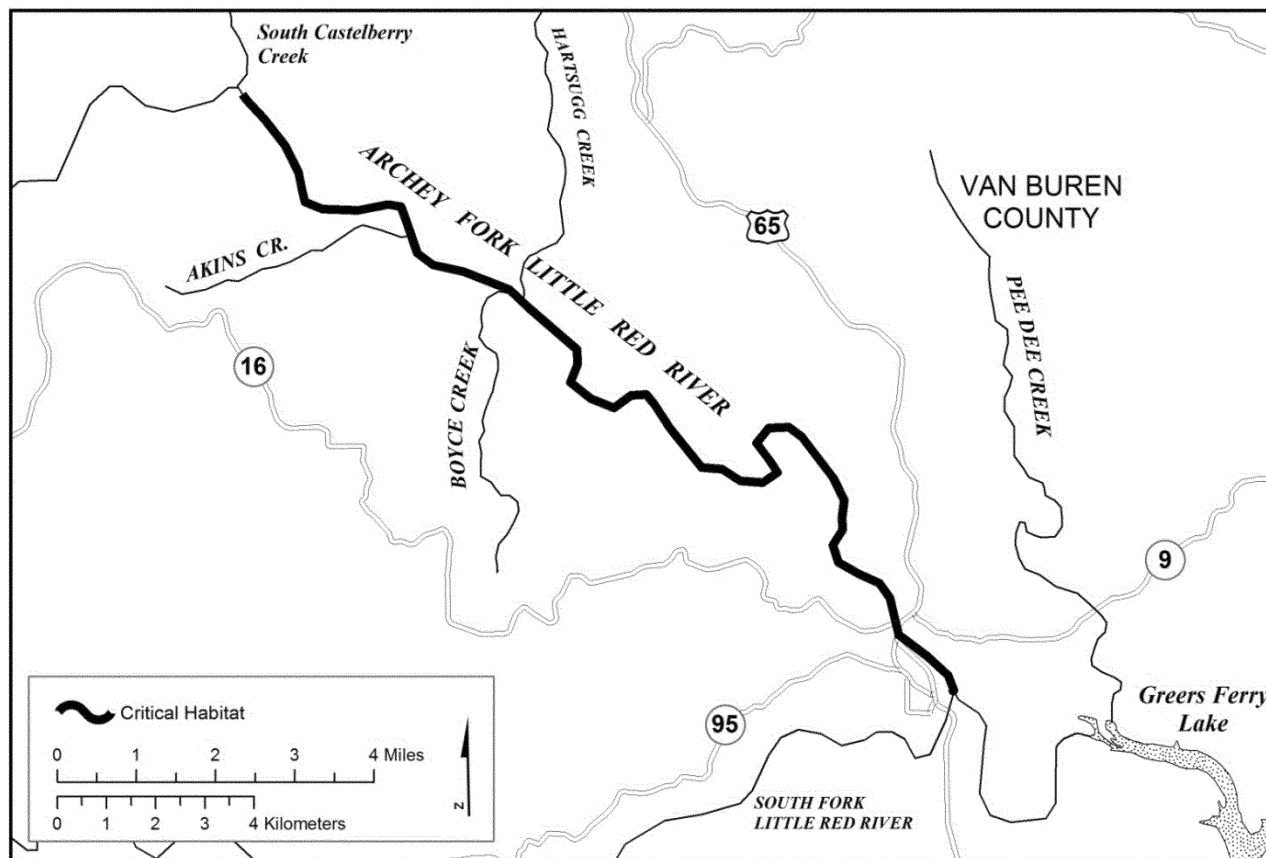 South Castelberry
Creek
HARTSUGG CREEK
ARCHEY FORK LITTLE RED RIVER
VAN BUREN
COUNTY
65
AKINS CR.
PEE DEE CREEK
16
BOYCE CREEK
9
Greers Ferry
Lake
95
SOUTH FORK
LITTLE RED RIVER
Critical Habitat
0 1 2 3 4 Miles
0 1 2 3 4 Kilometers
N